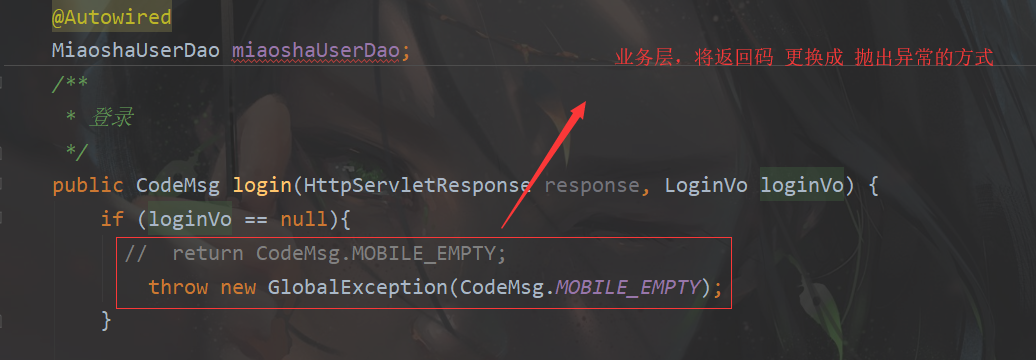 @Autowired
MiaoshaUserDao miaoshaUserDao;
业务层，将返回码 更换成 抛出异常的方式
/**
* 登录
*/
public CodeMsg login(HttpServletResponse response, LoginVo loginVo) {
if (loginVo == null){
// return CodeMsg.MOBILE_EMPTY;
throw new GlobalException(CodeMsg.MOBILE_EMPTY);
}